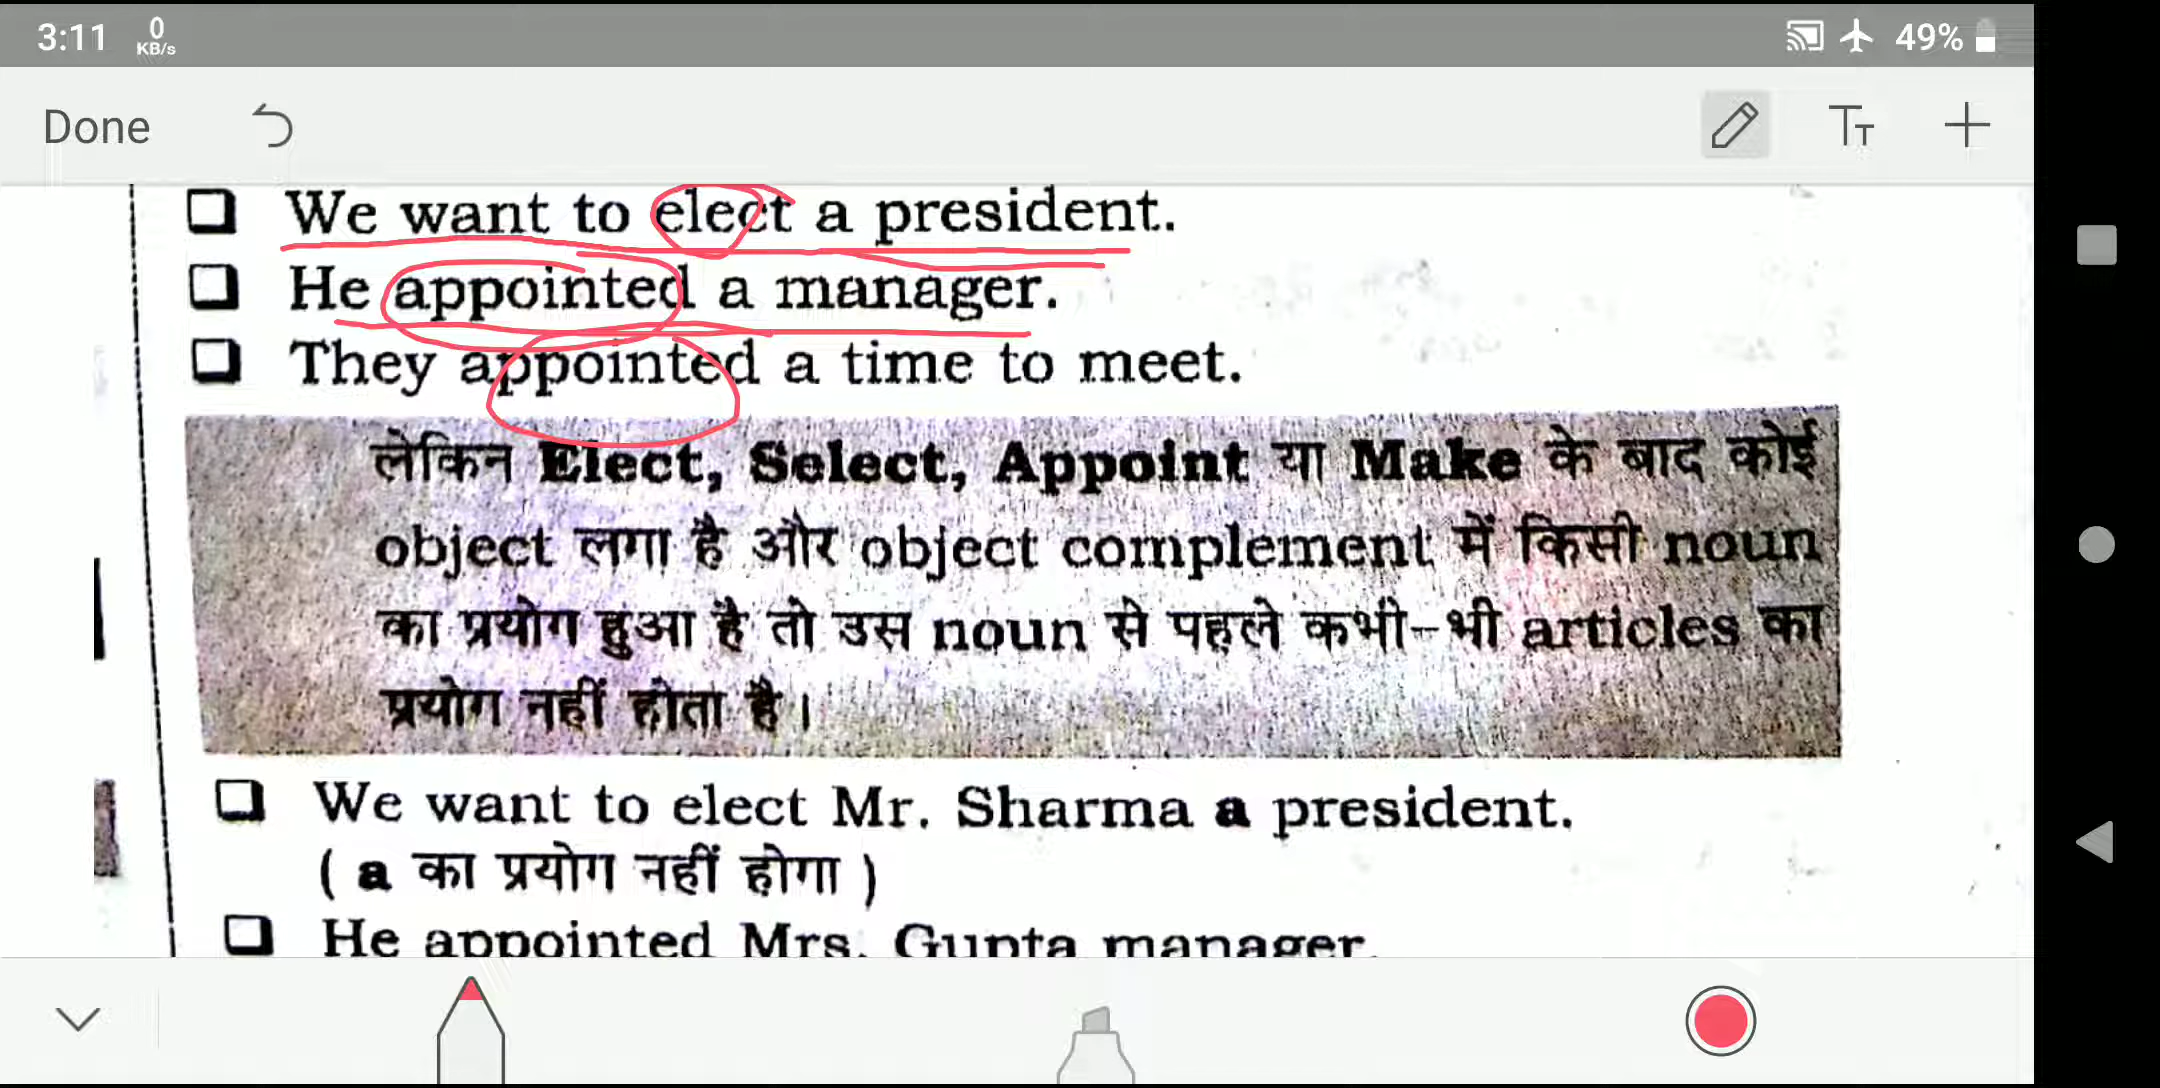 3:11 0 KB/s 49%
Done TT
We want to elect a president.
He appointed a manager.
They appointed a time to meet.
लेकिन Elect, Select, Appoint या Make के बाद कोई
object लगा है और object complement में किसी noun
का प्रयोग हुआ है तो उस noun से पहले कभी-भी articles का
प्रयोग नहीं होता है।
We want to elect Mr. Sharma a president.
( a का प्रयोग नहीं होगा )
He appointed Mrs. Gupta manager.